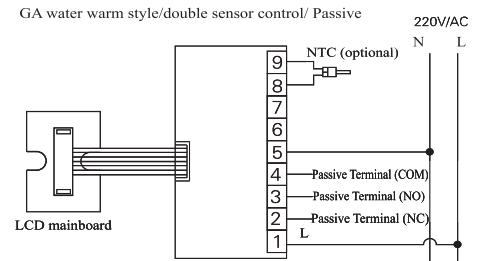 GA water warm style/double sensor control/ Passive
220V/AC
N L
NTC (optional)
9
8
7
6
5
4 Passive Terminal (COM)
3 Passive Terminal (NO)
2 Passive Terminal (NC)
L
1
LCD mainboard